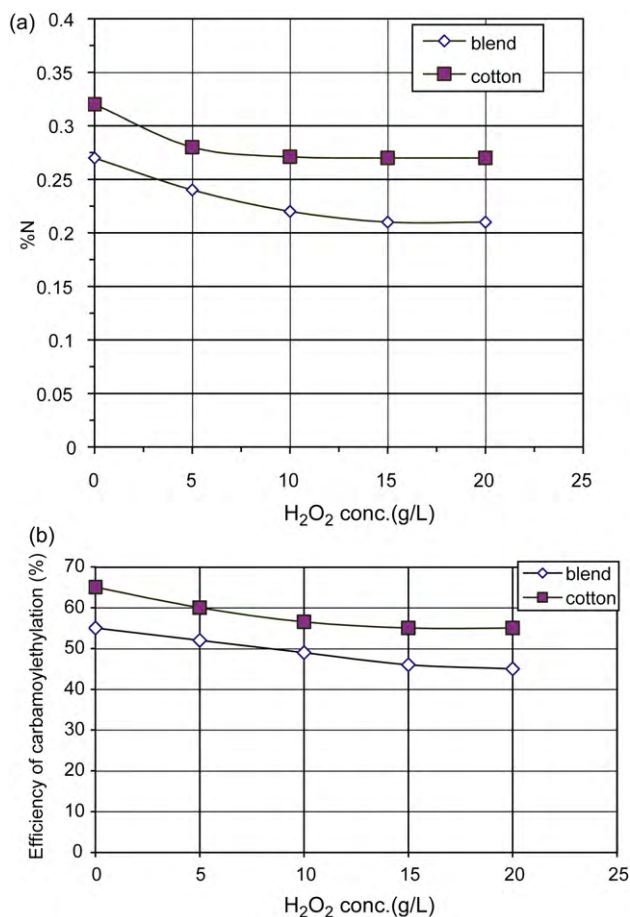 (a)
blend
cotton
0.4
0.35
0.3
0.25
0.2
0.15
0.1
0.05
0
%N
0 5 10 15 20 25
H₂O₂ conc.(g/L)
(b)
blend
cotton
70
60
50
40
30
20
10
0
Efficiency of carbamoylethylation (%)
0 5 10 15 20 25
H₂O₂ conc.(g/L)